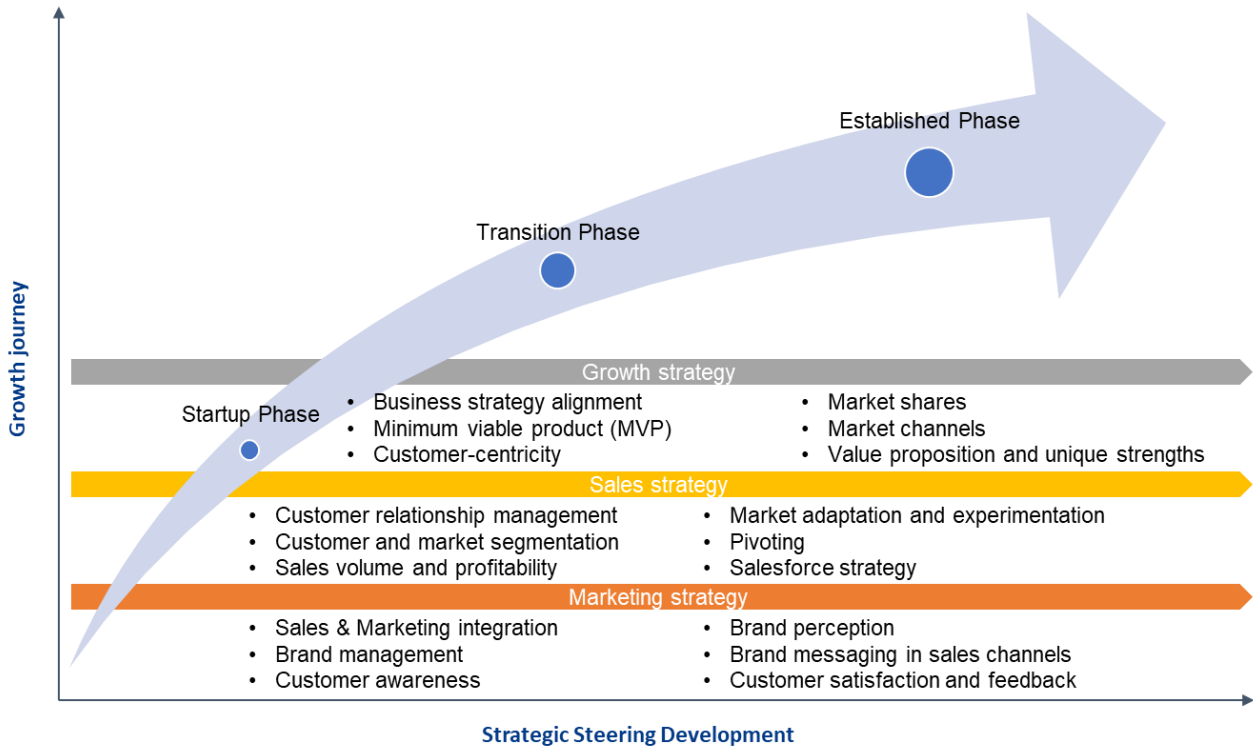 Established Phase
Transition Phase
Growth journey
Growth strategy
Startup Phase
• Business strategy alignment
• Minimum viable product (MVP)
• Customer-centricity
• Market shares
• Market channels
• Value proposition and unique strengths
Sales strategy
• Customer relationship management
• Customer and market segmentation
• Sales volume and profitability
• Market adaptation and experimentation
• Pivoting
• Salesforce strategy
Marketing strategy
• Sales & Marketing integration
• Brand management
• Customer awareness
• Brand perception
• Brand messaging in sales channels
• Customer satisfaction and feedback
Strategic Steering Development